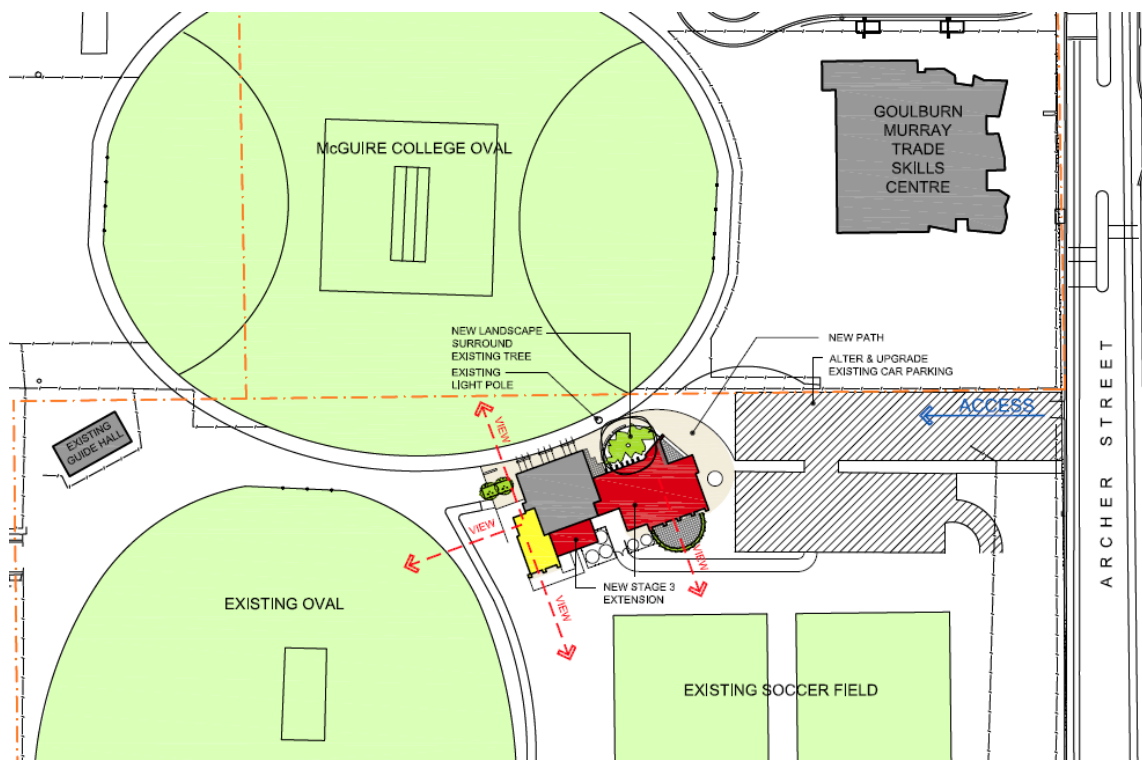 McGUIRE COLLEGE OVAL
GOULBURN
MURRAY
TRADE
SKILLS
CENTRE
NEW LANDSCAPE
SURROUND
EXISTING TREE
EXISTING
LIGHT POLE
NEW PATH
ALTER & UPGRADE
EXISTING CAR PARKING
ACCESS
ARCHER STREET
EXISTING
GUIDE HALL
VIEW
VIEW
VIEW
VIEW
NEW STAGE 3
EXTENSION
EXISTING OVAL
EXISTING SOCCER FIELD